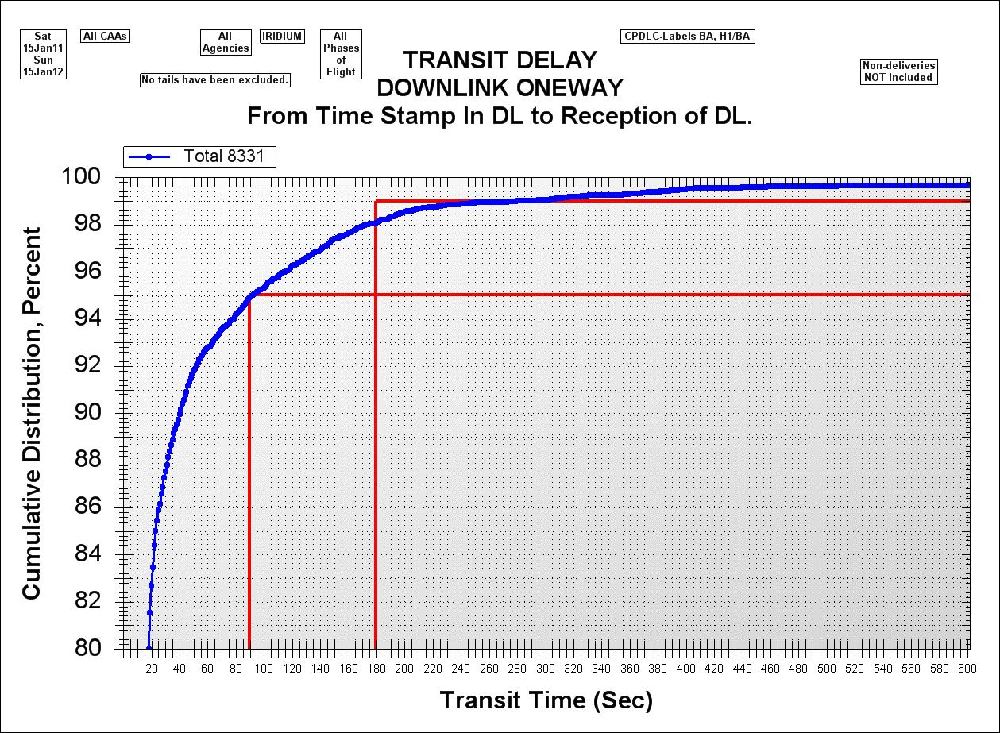 Sat
15Jan11
Sun
15Jan12
All CAAs
All
Agencies
IRIDIUM
All
Phases
of
Flight
CPDLC-Labels BA, H1/BA
Non-deliveries
NOT included
No tails have been excluded.
TRANSIT DELAY
DOWNLINK ONEWAY
From Time Stamp In DL to Reception of DL.
Total 8331
Cumulative Distribution, Percent
100
98
96
94
92
90
88
86
84
82
80
20 40 60 80 100 120 140 160 180 200 220 240 260 280 300 320 340 360 380 400 420 440 460 480 500 520 540 560 580 600
Transit Time (Sec)